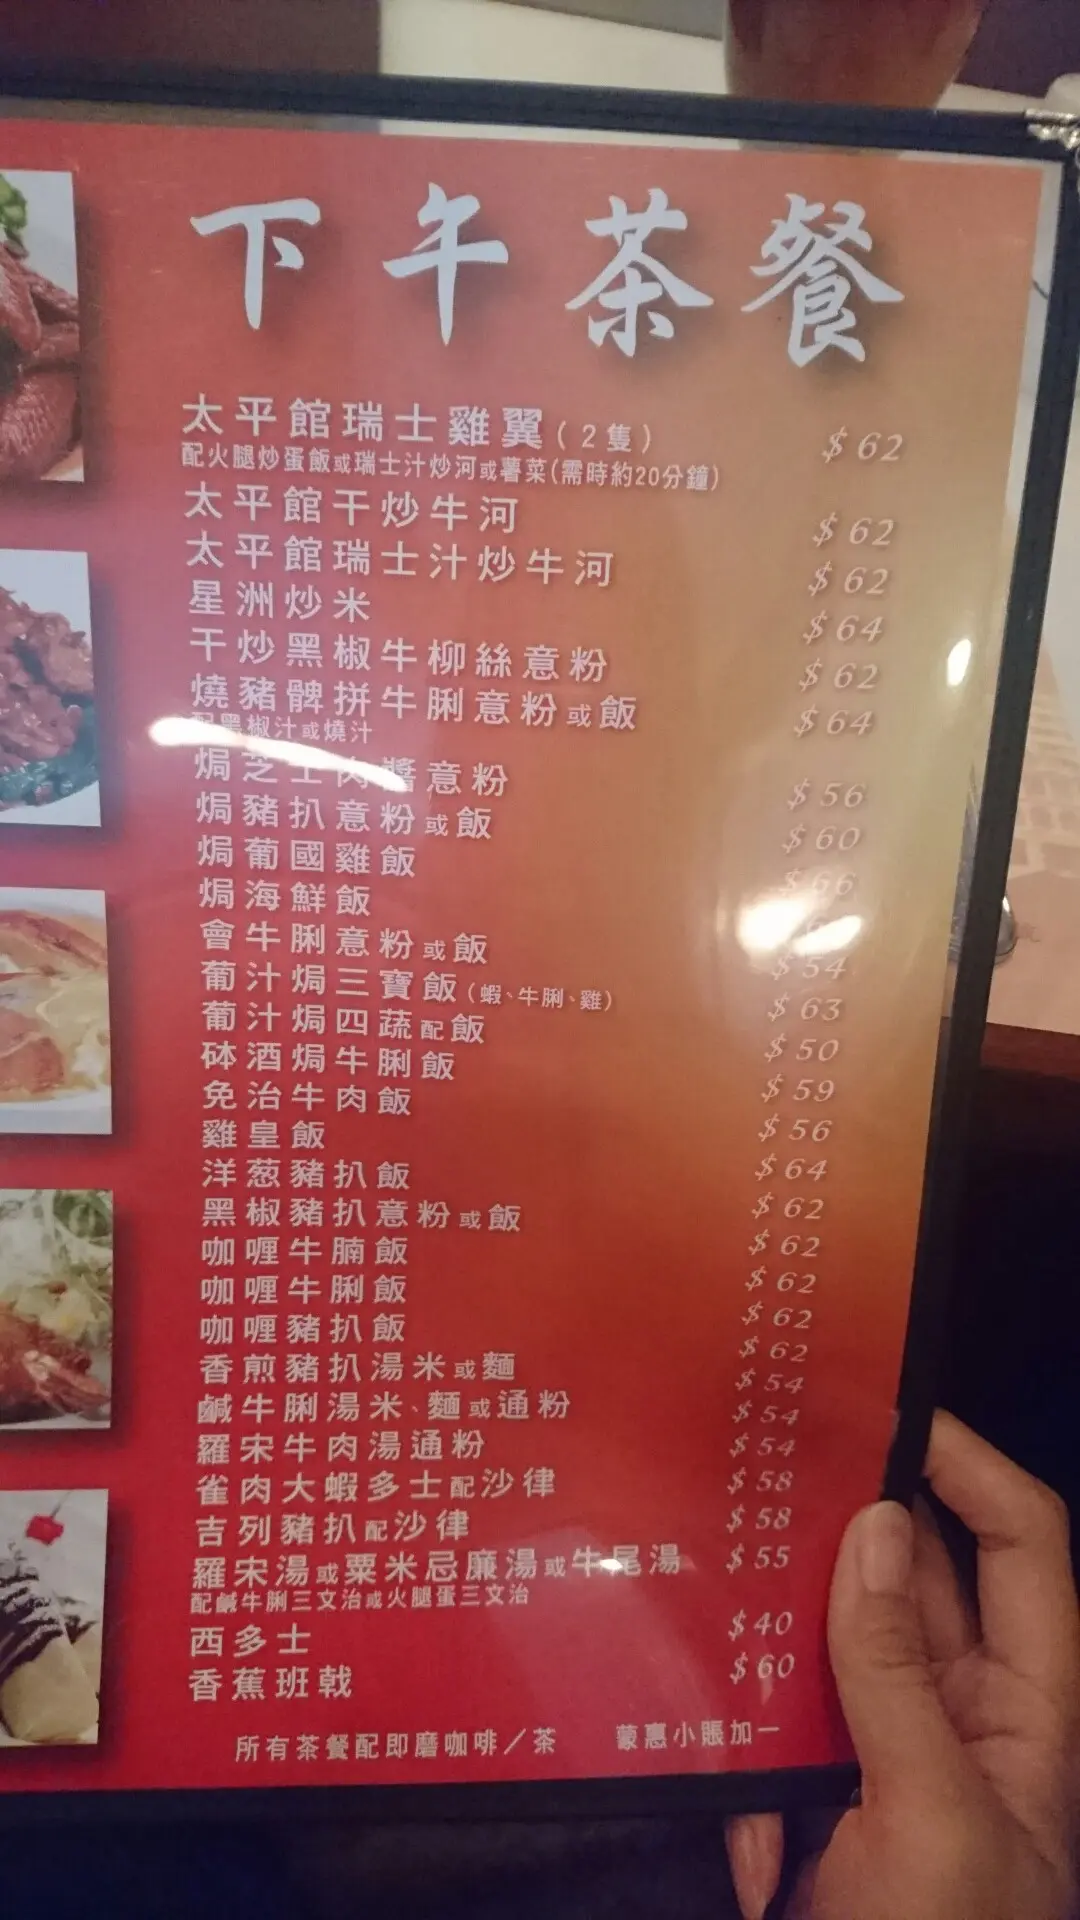 下午茶餐
太平館瑞士雞翼(2隻) $62
配火腿炒蛋飯或瑞士汁炒河或薯菜(需時約20分鐘)
太平館干炒牛河 $62
太平館瑞士汁炒牛河 $62
星洲炒米 $64
干炒黑椒牛柳絲意粉 $62
燒豬髀拼牛脷意粉或飯 $64
配黑椒汁或燒汁
焗芝士肉醬意粉 $56
焗豬扒意粉或飯 $60
焗葡國雞飯 $66
焗海鮮飯
會牛脷意粉或飯 $54
葡汁焗三寶飯(蝦、牛脷、雞) $63
葡汁焗四蔬配飯 $50
砵酒焗牛脷飯 $59
免治牛肉飯 $56
雞皇飯 $64
洋葱豬扒飯 $62
黑椒豬扒意粉或飯 $62
咖喱牛腩飯 $62
咖喱牛脷飯 $62
咖喱豬扒飯 $62
香煎豬扒湯米或麵 $54
鹹牛脷湯米、麵或通粉 $54
羅宋牛肉湯通粉 $54
雀肉大蝦多士配沙律 $58
吉列豬扒配沙律 $58
羅宋湯或粟米忌廉湯或牛尾湯 $55
配鹹牛脷三文治或火腿蛋三文治
西多士 $40
香蕉班戟 $60
所有茶餐配即磨咖啡／茶 蒙惠小賬加一